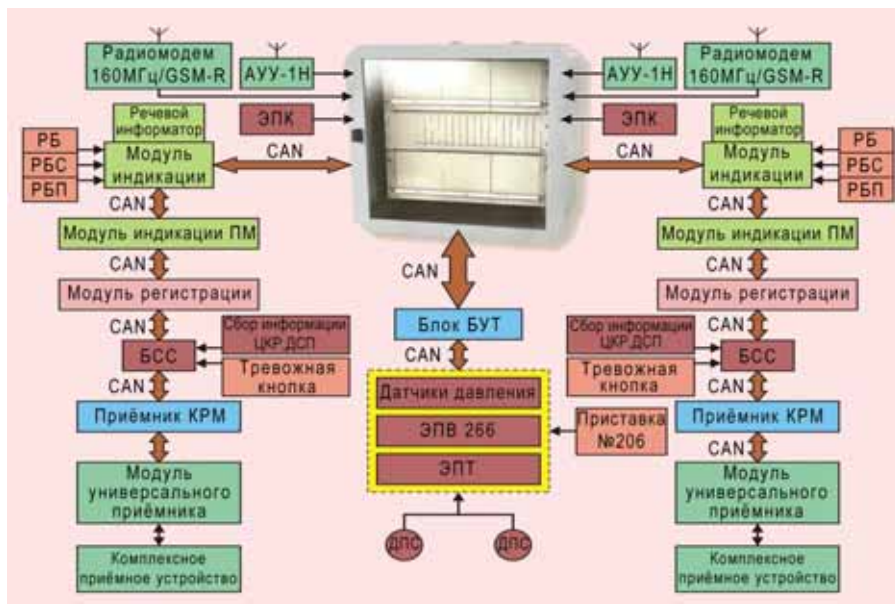 Радиомодем
160МГц/GSM-R
АУУ-1Н
АУУ-1Н
Радиомодем
160МГц/GSM-R
Речевой
информатор
ЭПК
ЭПК
Речевой
информатор
РБ
РБС
РБП
Модуль
индикации
CAN
CAN
Модуль
индикации
РБ
РБС
РБП
CAN
CAN
Модуль индикации ПМ
Модуль индикации ПМ
CAN
CAN
CAN
Модуль регистрации
Модуль регистрации
Блок БУТ
CAN
CAN
CAN
Сбор информации
ЦКР,ДСП
БСС
Тревожная
кнопка
Сбор информации
ЦКР,ДСП
БСС
Тревожная
кнопка
CAN
CAN
Датчики давления
ЭПВ 266
ЭПТ
Приставка
№206
Приёмник КРМ
Приёмник КРМ
Модуль
универсального
приёмника
Модуль
универсального
приёмника
ДПС
ДПС
Комплексное
приёмное устройство
Комплексное
приёмное устройство